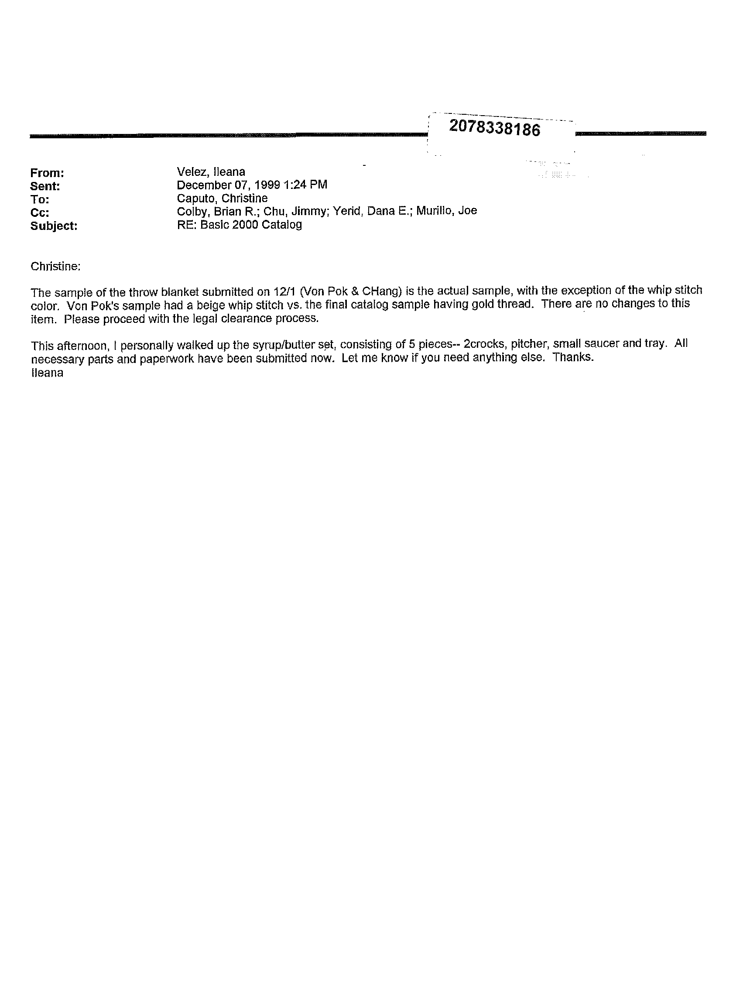 2078338186
From: Velez, Ileana
Sent: December 07, 1999 1:24 PM
To: Caputo, Christine
Cc: Colby, Brian R.; Chu, Jimmy; Yerid, Dana E.; Murillo, Joe
Subject: RE: Basic 2000 Catalog
Christine:
The sample of the throw blanket submitted on 12/1 (Von Pok & CHang) is the actual sample, with the exception of the whip stitch
color. Von Pok's sample had a beige whip stitch vs. the final catalog sample having gold thread. There are no changes to this
item. Please proceed with the legal clearance process.
This afternoon, I personally walked up the syrup/butter set, consisting of 5 pieces-- 2crocks, pitcher, small saucer and tray. All
necessary parts and paperwork have been submitted now. Let me know if you need anything else. Thanks.
Ileana